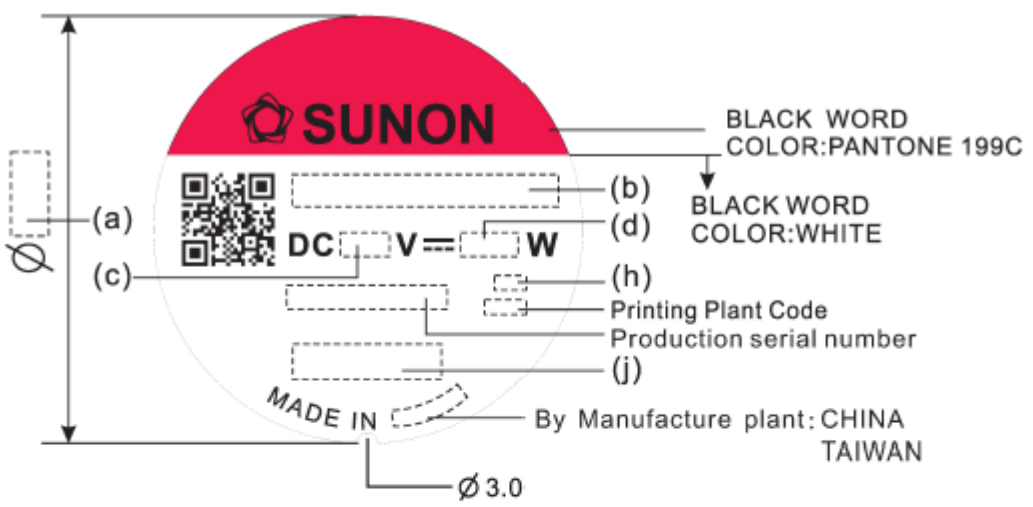 SUNON
BLACK WORD
COLOR:PANTONE 199C
BLACK WORD
COLOR:WHITE
(a)
(b)
DC V W
(d)
(c)
(h)
Printing Plant Code
Production serial number
(j)
MADE IN
By Manufacture plant: CHINA
TAIWAN
Ø
Ø 3.0